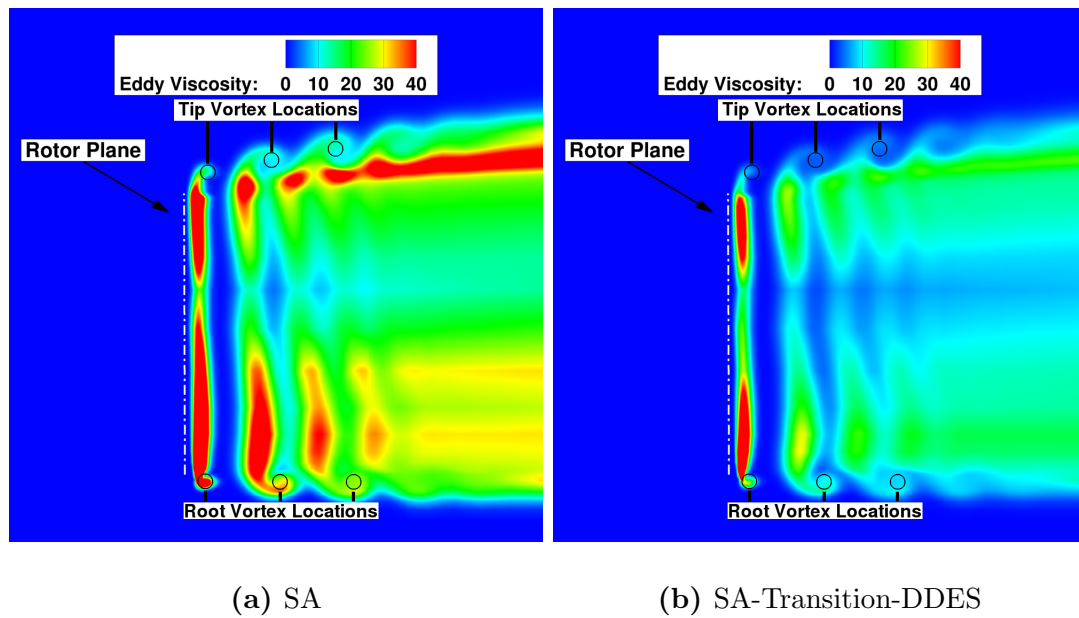 Eddy Viscosity: 0 10 20 30 40
Tip Vortex Locations
Rotor Plane
Root Vortex Locations
(a) SA
Eddy Viscosity: 0 10 20 30 40
Tip Vortex Locations
Rotor Plane
Root Vortex Locations
(b) SA-Transition-DDES